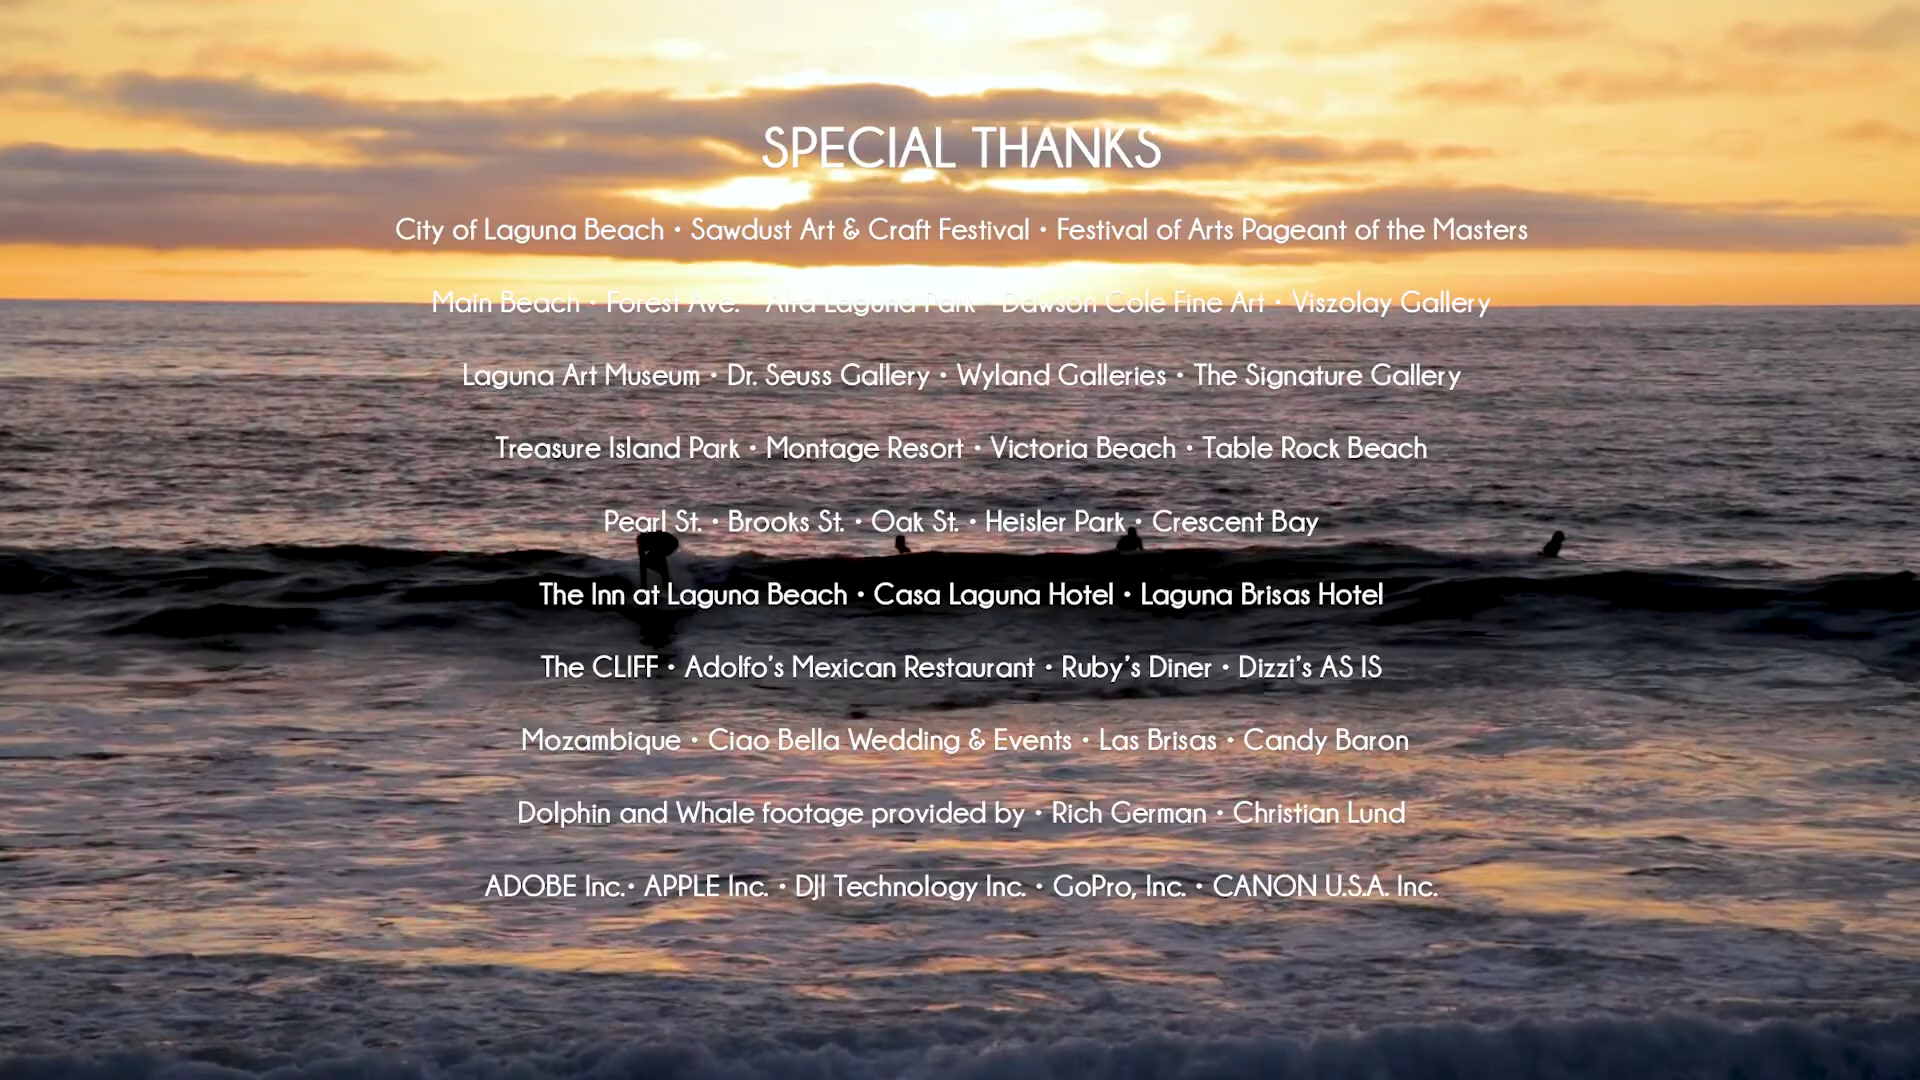 SPECIAL THANKS
City of Laguna Beach • Sawdust Art & Craft Festival • Festival of Arts Pageant of the Masters
Main Beach • Forest Ave. • Alta Laguna Park • Dawson Cole Fine Art • Viszolay Gallery
Laguna Art Museum • Dr. Seuss Gallery • Wyland Galleries • The Signature Gallery
Treasure Island Park • Montage Resort • Victoria Beach • Table Rock Beach
Pearl St. • Brooks St. • Oak St. • Heisler Park • Crescent Bay
The Inn at Laguna Beach • Casa Laguna Hotel • Laguna Brisas Hotel
The CLIFF • Adolfo's Mexican Restaurant • Ruby's Diner • Dizzi's AS IS
Mozambique • Ciao Bella Wedding & Events • Las Brisas • Candy Baron
Dolphin and Whale footage provided by • Rich German • Christian Lund
ADOBE Inc.• APPLE Inc. • DJI Technology Inc. • GoPro, Inc. • CANON U.S.A. Inc.